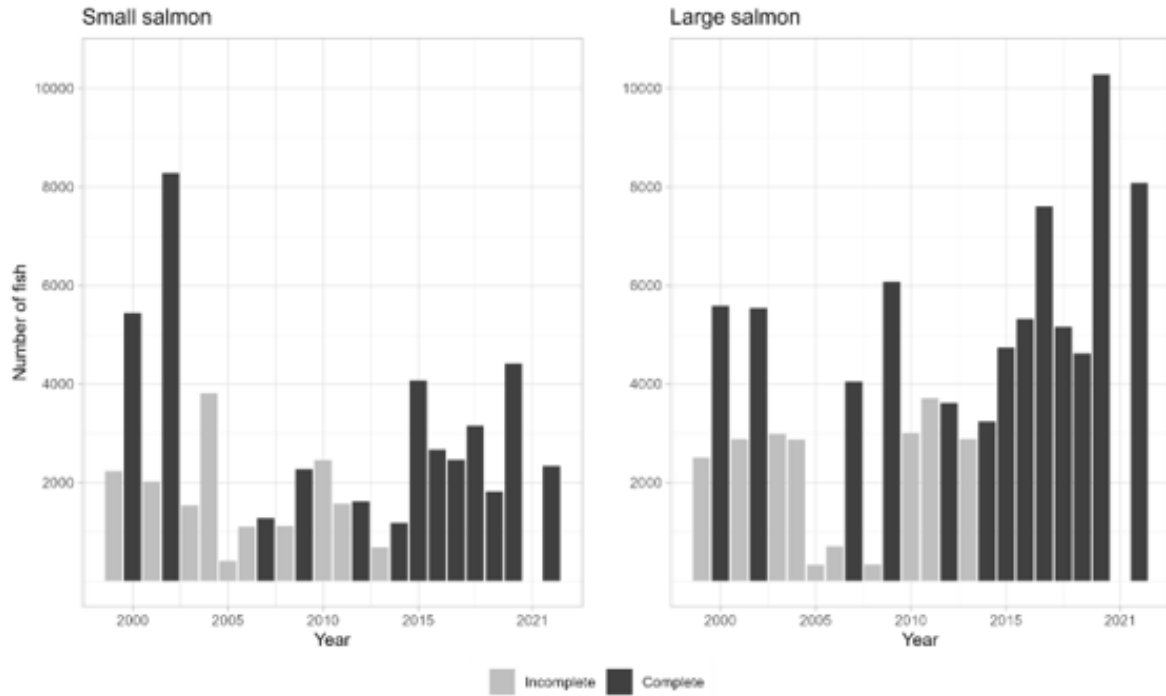 Small salmon
Large salmon
Number of fish
10000
8000
6000
4000
2000
10000
8000
6000
4000
2000
2000 2005 2010 2015 2021
2000 2005 2010 2015 2021
Year
Year
Incomplete Complete